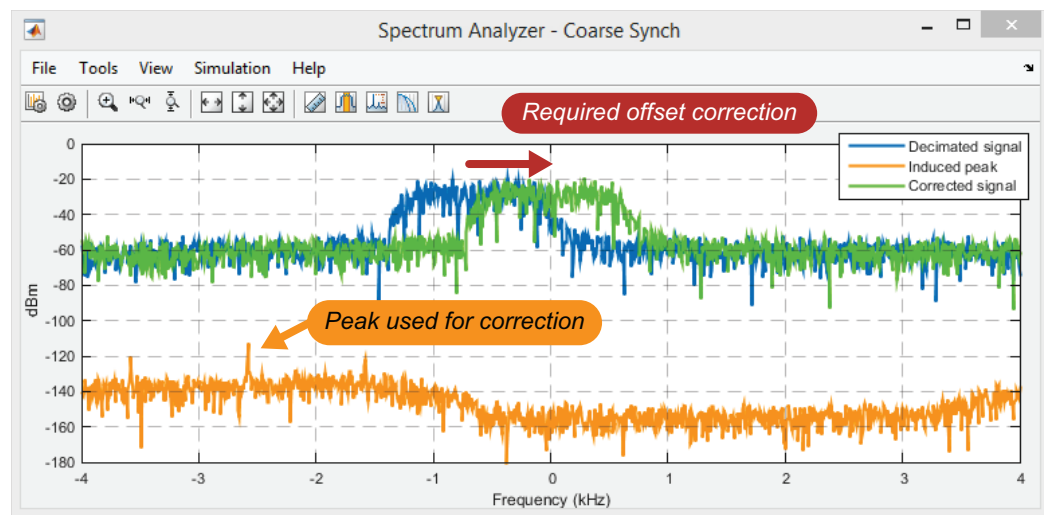 Spectrum Analyzer - Coarse Synch
File Tools View Simulation Help
Required offset correction
Decimated signal
Induced peak
Corrected signal
Peak used for correction
dBm
0
-20
-40
-60
-80
-100
-120
-140
-160
-180
-4 -3 -2 -1 0 1 2 3 4
Frequency (kHz)